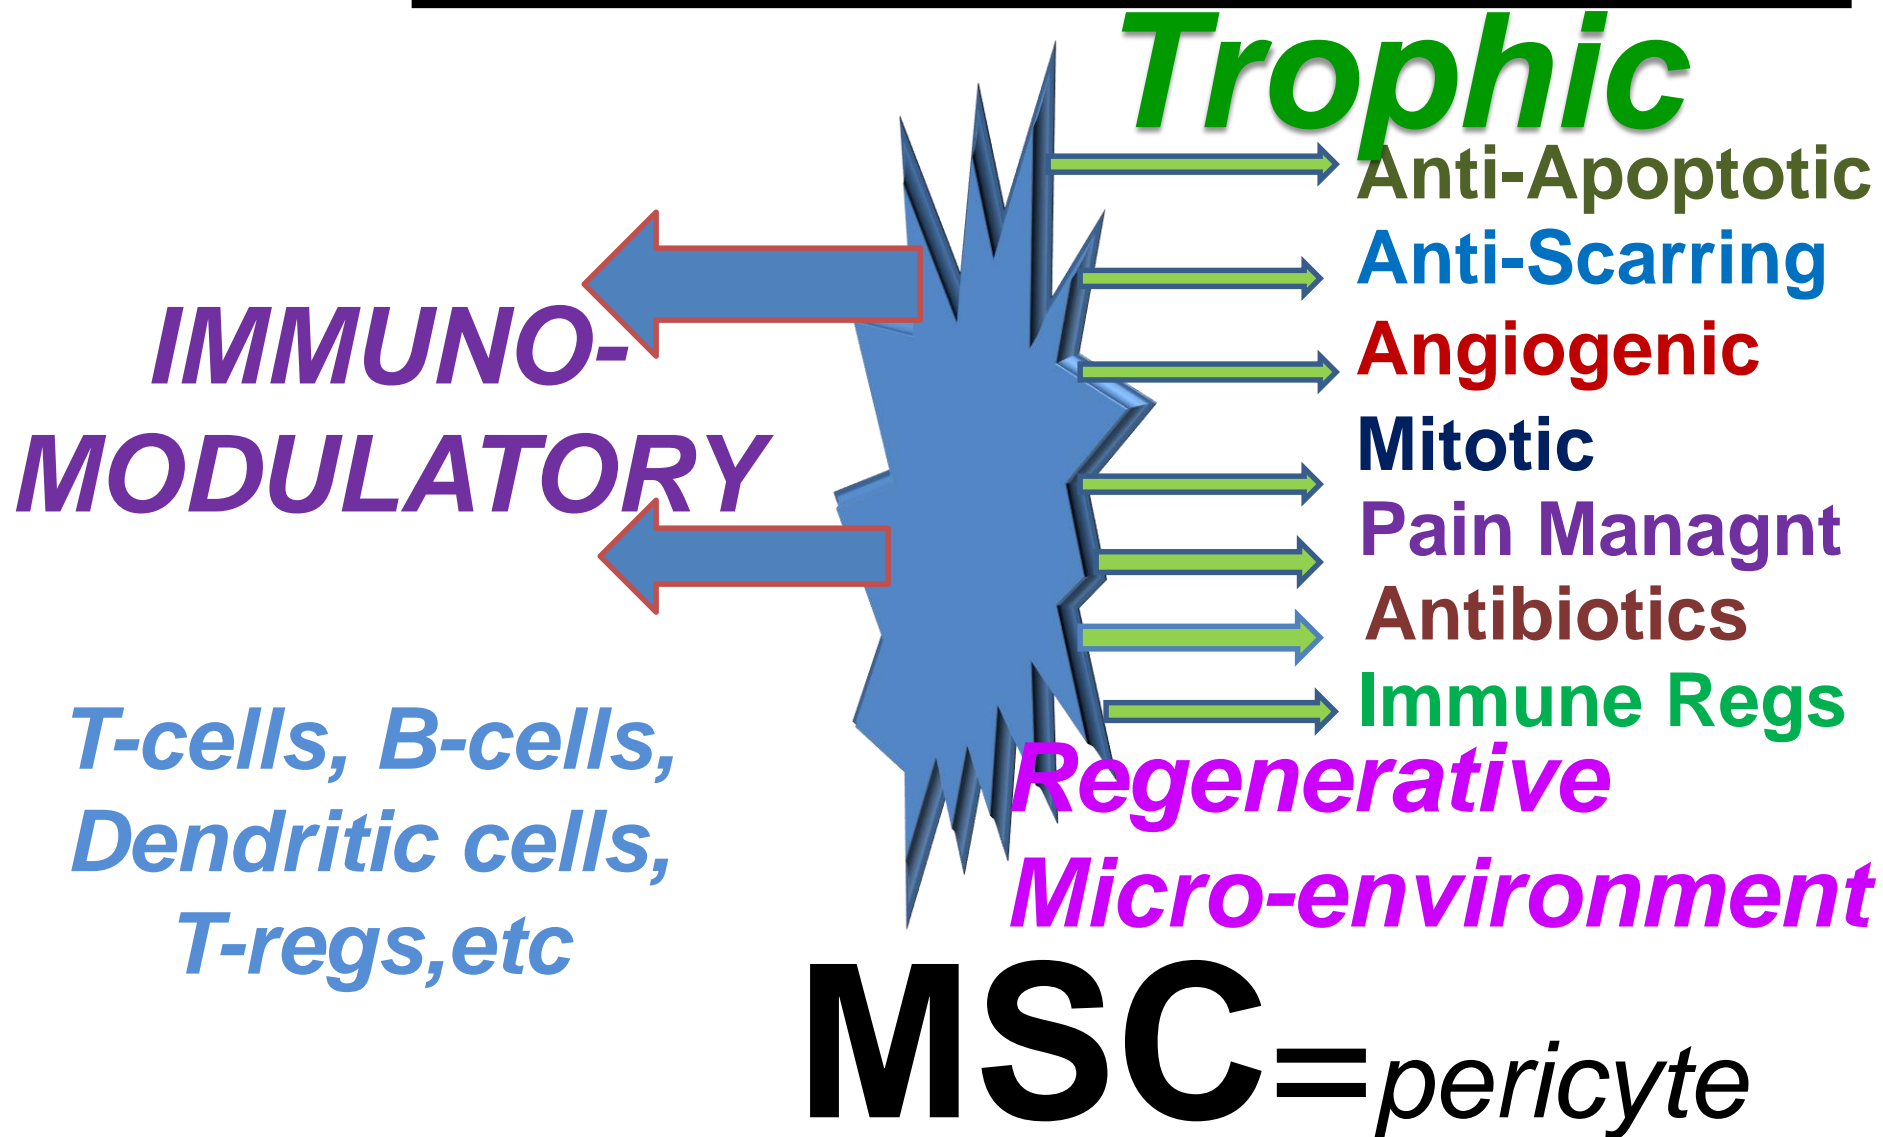 Trophic
Anti-Apoptotic
Anti-Scarring
Angiogenic
Mitotic
Pain Managnt
Antibiotics
Immune Regs
Regenerative
Micro-environment
IMMUNO-
MODULATORY
T-cells, B-cells,
Dendritic cells,
T-regs,etc
MSC=pericyte